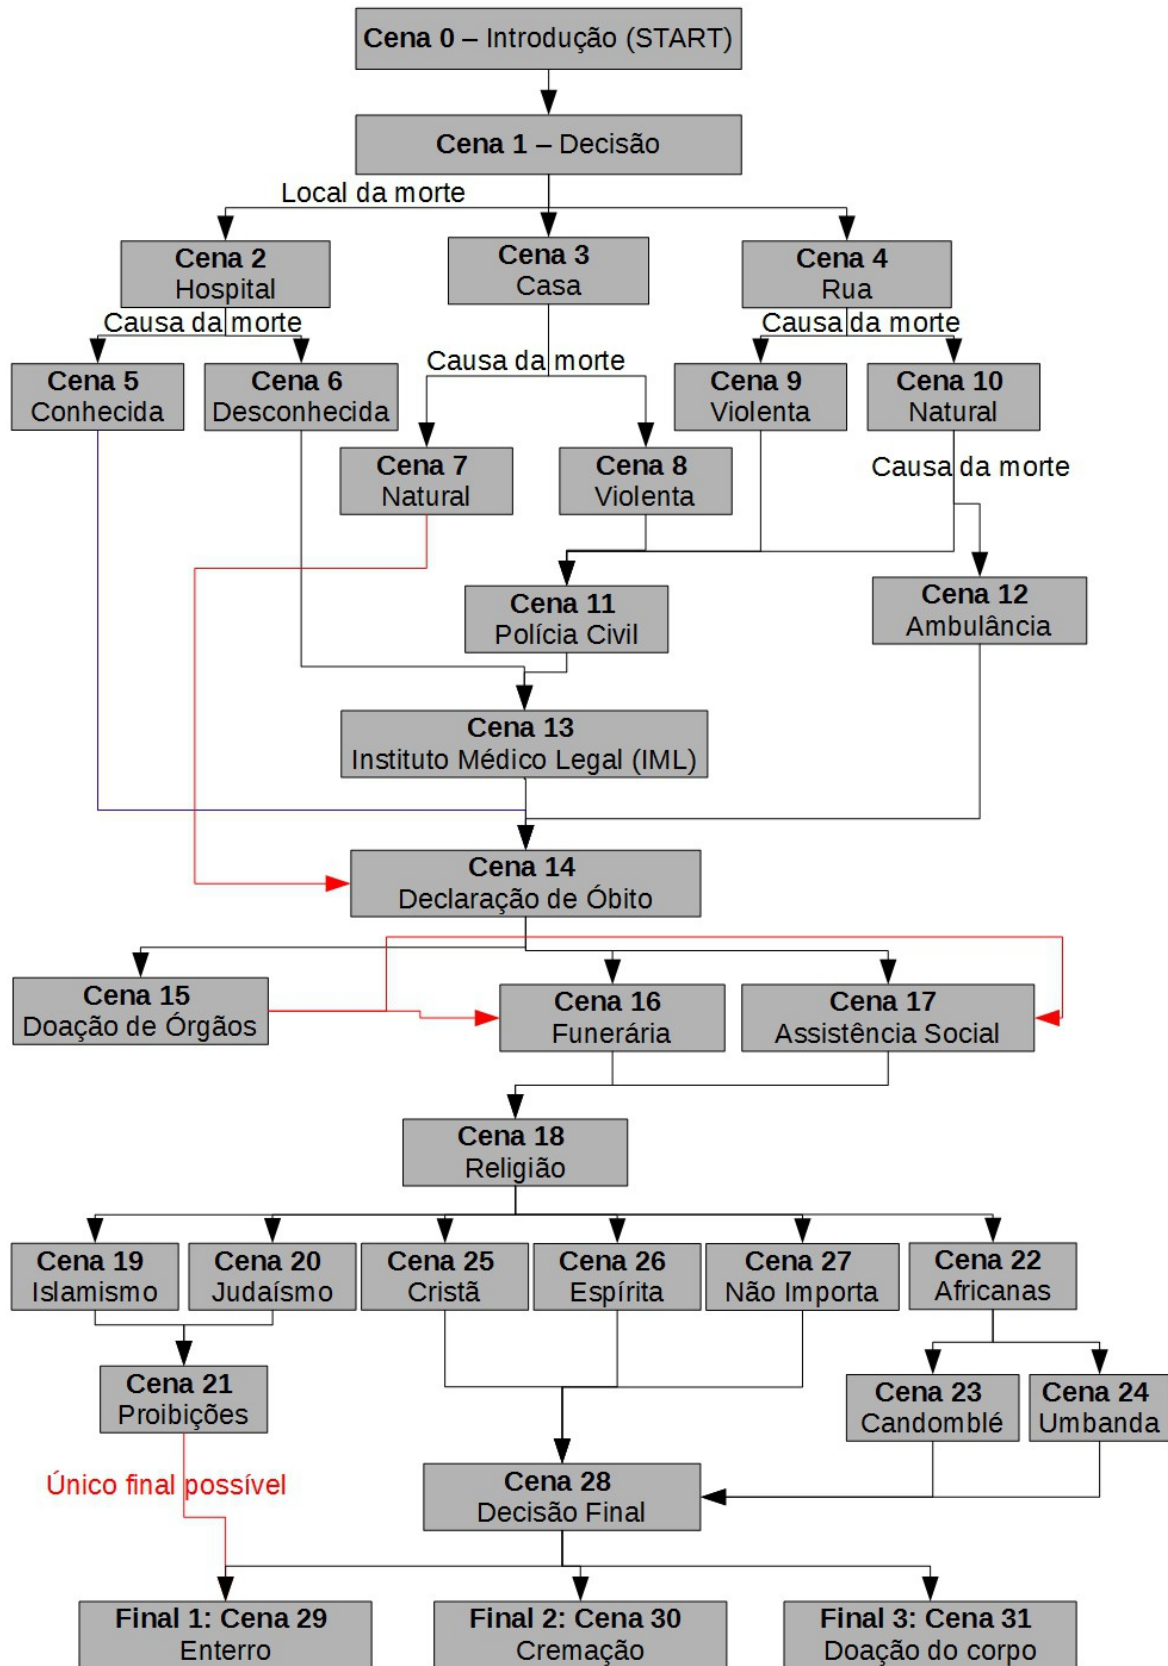 Cena 0 – Introdução (START)
Cena 1 – Decisão
Local da morte
Cena 2
Hospital
Cena 3
Casa
Cena 4
Rua
Causa da morte
Causa da morte
Causa da morte
Cena 5
Conhecida
Cena 6
Desconhecida
Cena 9
Violenta
Cena 10
Natural
Cena 7
Natural
Cena 8
Violenta
Causa da morte
Cena 11
Polícia Civil
Cena 12
Ambulância
Cena 13
Instituto Médico Legal (IML)
Cena 14
Declaração de Óbito
Cena 15
Doação de Órgãos
Cena 16
Funerária
Cena 17
Assistência Social
Cena 18
Religião
Cena 19
Islamismo
Cena 20
Judaísmo
Cena 25
Cristã
Cena 26
Espírita
Cena 27
Não Importa
Cena 22
Africanas
Cena 21
Proibições
Cena 23
Candomblé
Cena 24
Umbanda
Único final possível
Cena 28
Decisão Final
Final 1: Cena 29
Enterro
Final 2: Cena 30
Cremação
Final 3: Cena 31
Doação do corpo